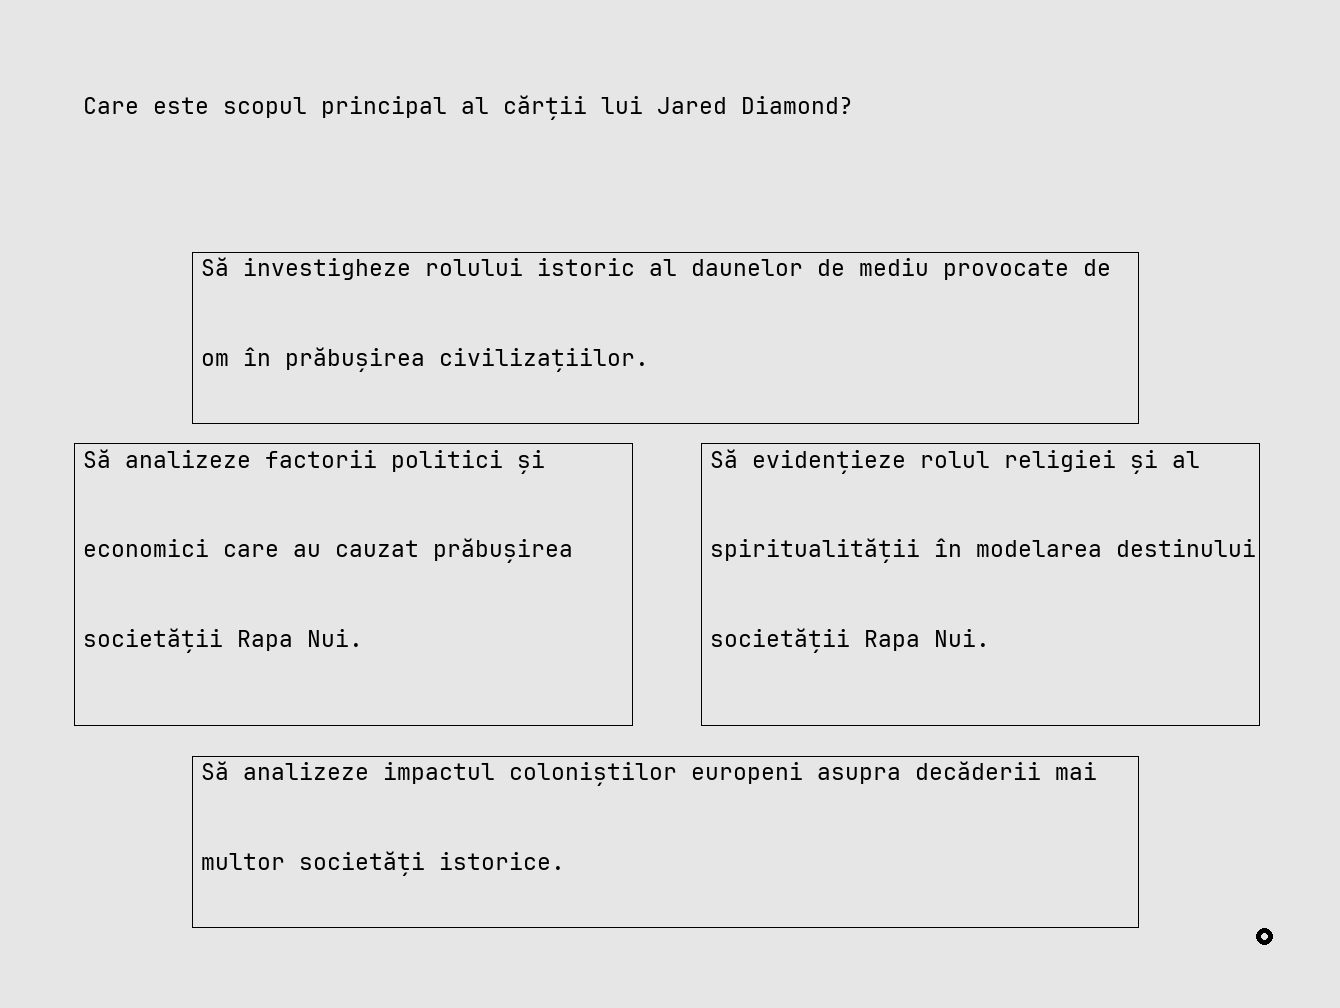 Care este scopul principal al cărții lui Jared Diamond?
Să investigheze rolului istoric al daunelor de mediu provocate de
om în prăbușirea civilizațiilor.
Să analizeze factorii politici și
economici care au cauzat prăbușirea
societății Rapa Nui.
Să evidențieze rolul religiei și al
spiritualității în modelarea destinului
societății Rapa Nui.
Să analizeze impactul coloniștilor europeni asupra decăderii mai
multor societăți istorice.